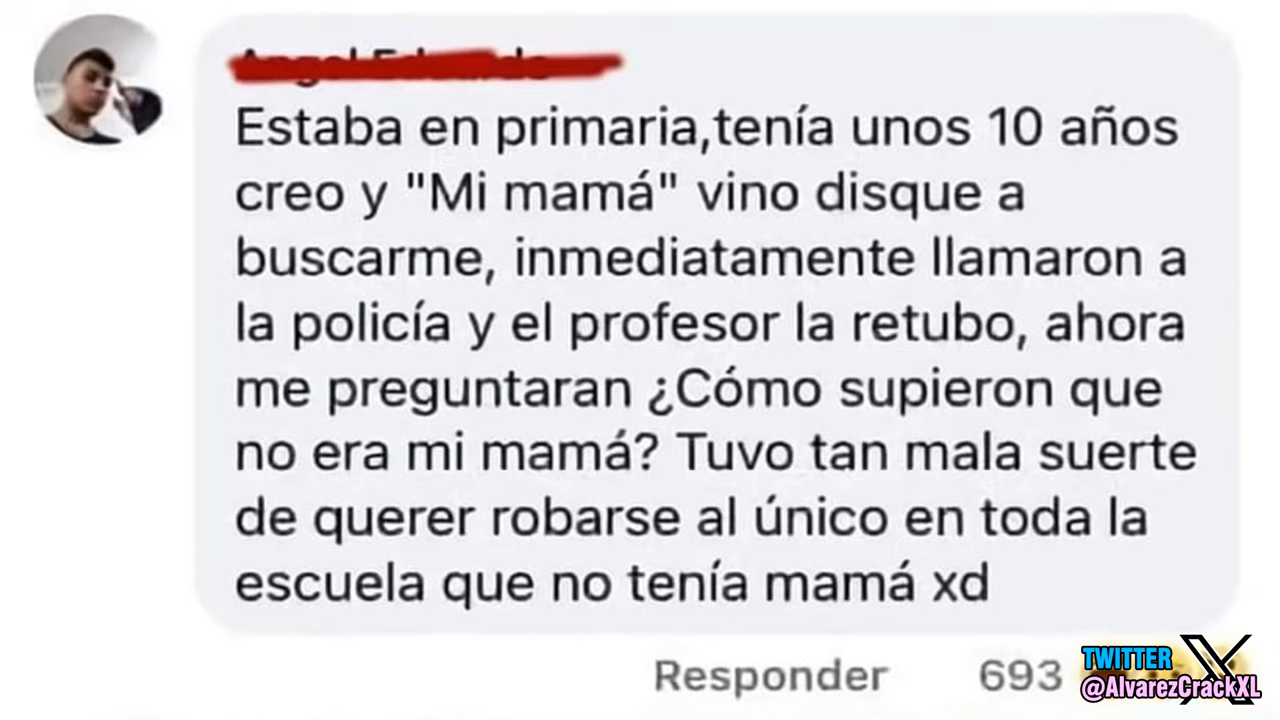 Estaba en primaria,tenía unos 10 años
creo y "Mi mamá" vino disque a
buscarme, inmediatamente llamaron a
la policía y el profesor la retubo, ahora
me preguntaran ¿Cómo supieron que
no era mi mamá? Tuvo tan mala suerte
de querer robarse al único en toda la
escuela que no tenía mamá xd
Responder 693
TWITTER X
@AlvarezCrackXL